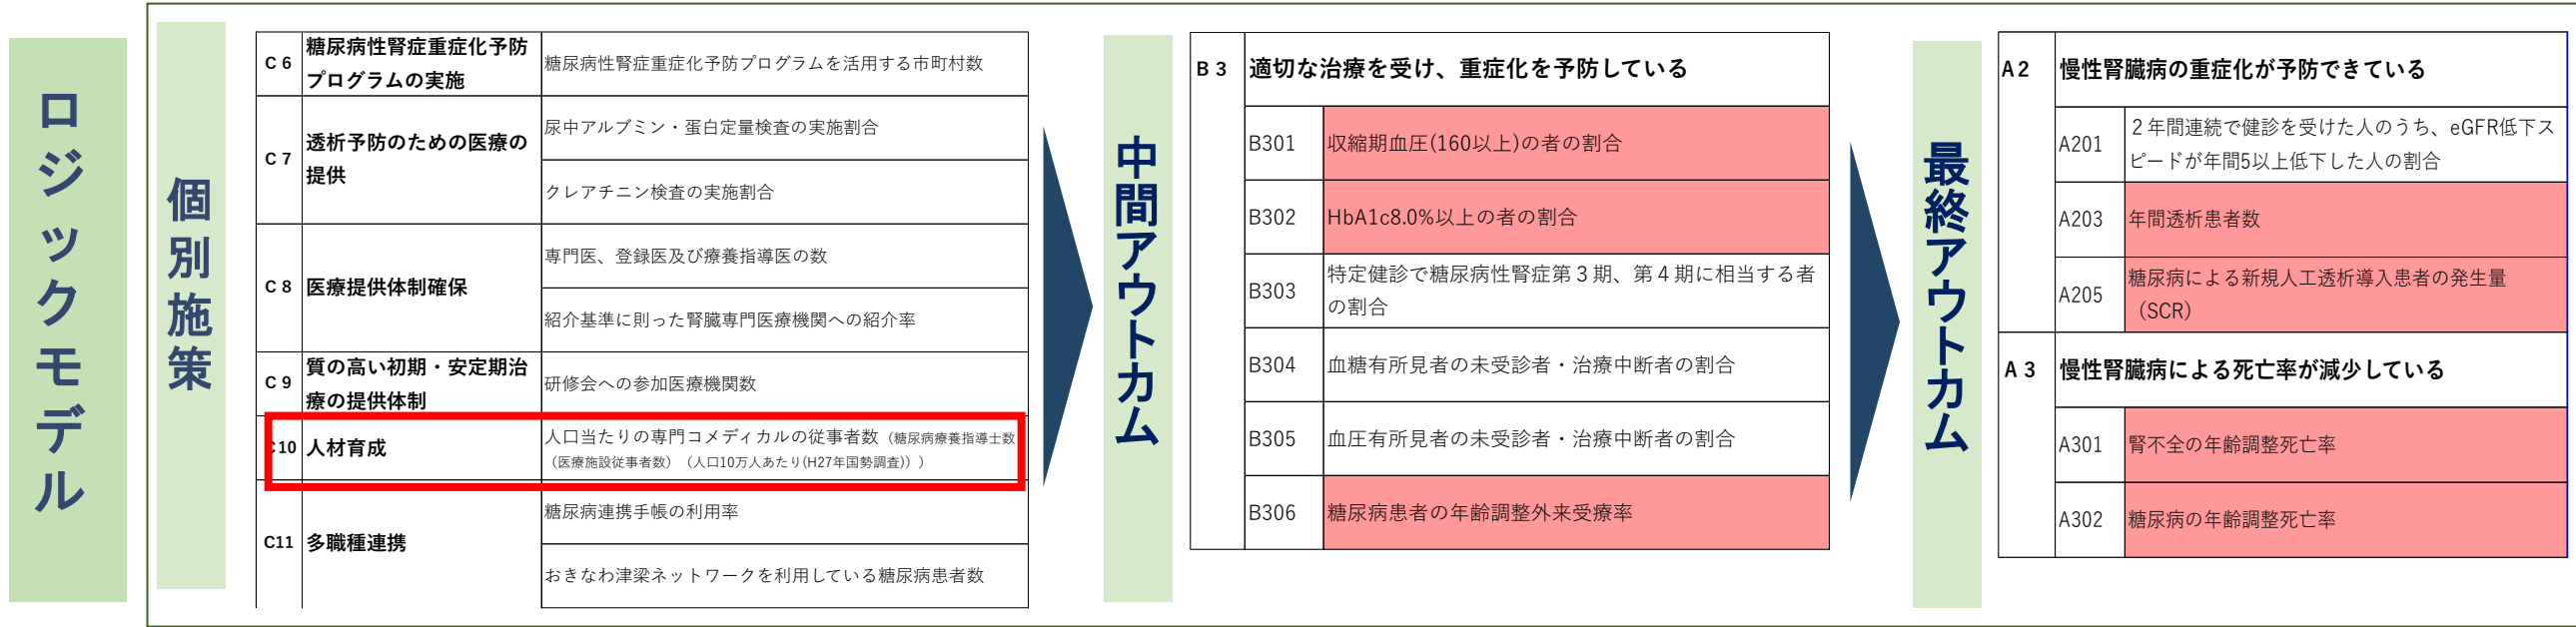 ロジックモデル
個別施策
C 6
糖尿病性腎症重症化予防
プログラムの実施
糖尿病性腎症重症化予防プログラムを活用する市町村数
C 7
透析予防のための医療の
提供
尿中アルブミン・蛋白定量検査の実施割合
クレアチニン検査の実施割合
C 8
医療提供体制確保
専門医、登録医及び療養指導医の数
紹介基準に則った腎臓専門医療機関への紹介率
C 9
質の高い初期・安定期治
療の提供体制
研修会への参加医療機関数
C10
人材育成
人口当たりの専門コメディカルの従事者数（糖尿病療養指導士数
（医療施設従事者数）（人口10万人あたり(H27年国勢調査)））
C11
多職種連携
糖尿病連携手帳の利用率
おきなわ津梁ネットワークを利用している糖尿病患者数
中間アウトカム
B 3
適切な治療を受け、重症化を予防している
B301
収縮期血圧(160以上)の者の割合
B302
HbA1c8.0%以上の者の割合
B303
特定健診で糖尿病性腎症第３期、第４期に相当する者
の割合
B304
血糖有所見者の未受診者・治療中断者の割合
B305
血圧有所見者の未受診者・治療中断者の割合
B306
糖尿病患者の年齢調整外来受療率
最終アウトカム
A 2
慢性腎臓病の重症化が予防できている
A201
２年間連続で健診を受けた人のうち、eGFR低下ス
ピードが年間5以上低下した人の割合
A203
年間透析患者数
A205
糖尿病による新規人工透析導入患者の発生量
（SCR）
A 3
慢性腎臓病による死亡率が減少している
A301
腎不全の年齢調整死亡率
A302
糖尿病の年齢調整死亡率